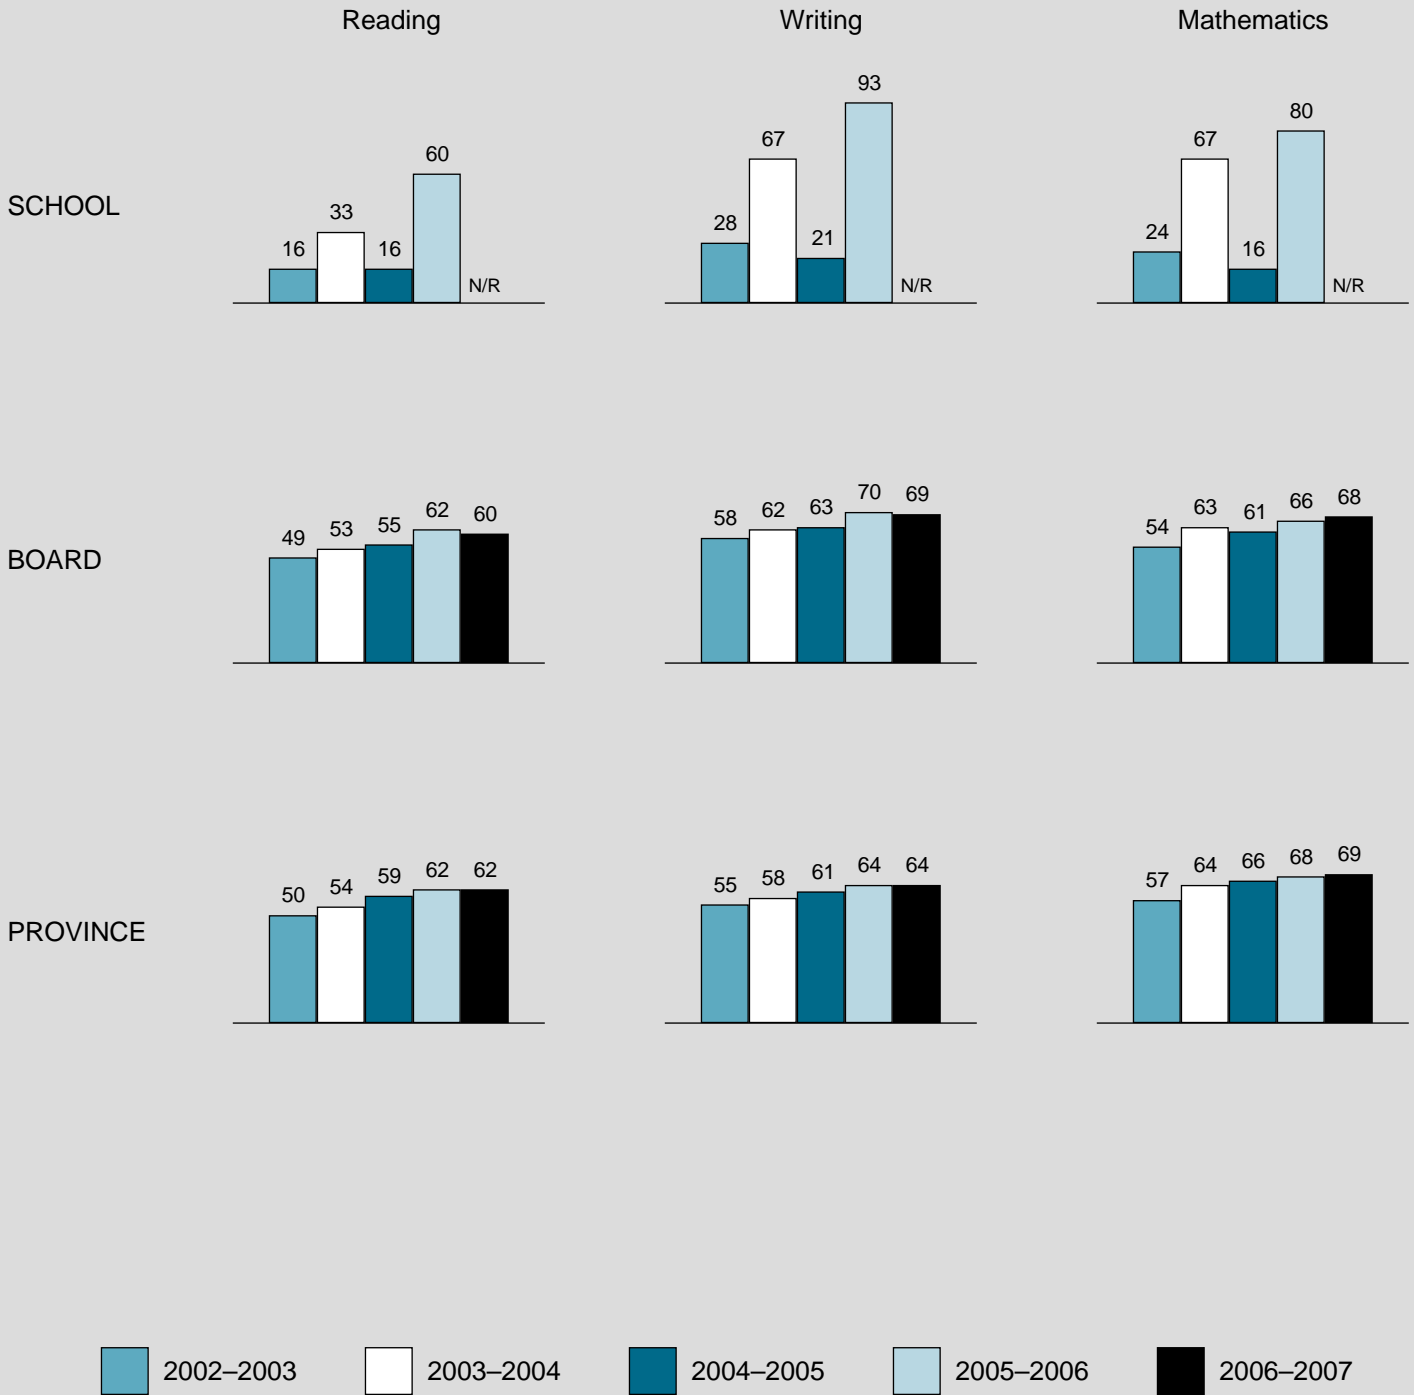 Reading Writing Mathematics
SCHOOL
16 33 16 60 N/R
28 67 21 93 N/R
24 67 16 80 N/R
BOARD
49 53 55 62 60
58 62 63 70 69
54 63 61 66 68
PROVINCE
50 54 59 62 62
55 58 61 64 64
57 64 66 68 69
2002–2003 2003–2004 2004–2005 2005–2006 2006–2007